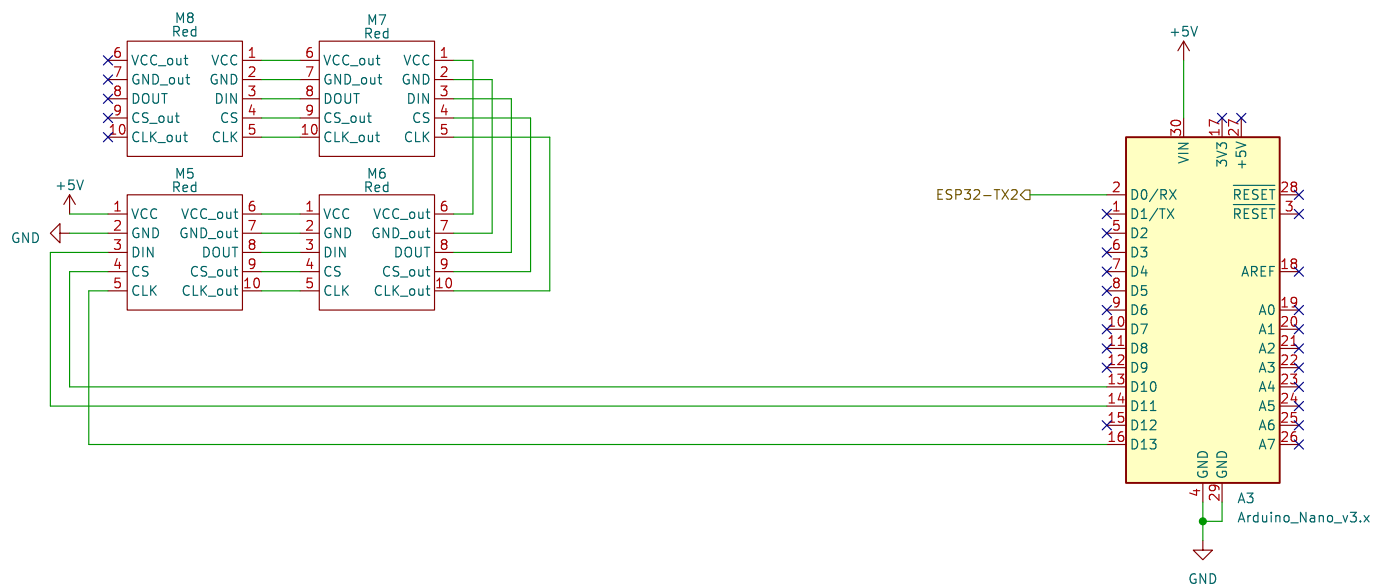 M8
Red
6 VCC_out VCC 1
7 GND_out GND 2
8 DOUT DIN 3
9 CS_out CS 4
10 CLK_out CLK 5
M7
Red
6 VCC_out VCC 1
7 GND_out GND 2
8 DOUT DIN 3
9 CS_out CS 4
10 CLK_out CLK 5
+5V
GND
M5
Red
1 VCC VCC_out 6
2 GND GND_out 7
3 DIN DOUT 8
4 CS CS_out 9
5 CLK CLK_out 10
M6
Red
1 VCC VCC_out 6
2 GND GND_out 7
3 DIN DOUT 8
4 CS CS_out 9
5 CLK CLK_out 10
+5V
30 17 27
VIN 3V3 +5V
ESP32-TX2
2 D0/RX RESET 28
1 D1/TX RESET 3
5 D2
6 D3
7 D4 AREF 18
8 D5
9 D6 A0 19
10 D7 A1 20
11 D8 A2 21
12 D9 A3 22
13 D10 A4 23
14 D11 A5 24
15 D12 A6 25
16 D13 A7 26
GND GND
4 29
A3
Arduino_Nano_v3.x
GND